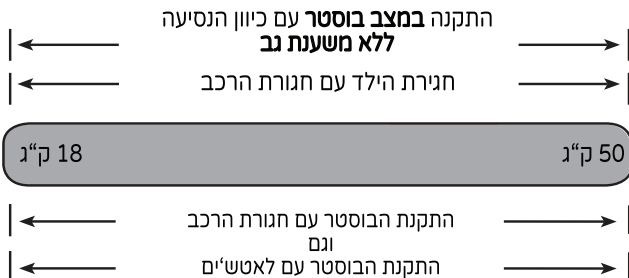 התקנה במצב בוסטר עם כיוון הנסיעה
ללא משענת גב
חגירת הילד עם חגורת הרכב
50 ק"ג
18 ק"ג
התקנת הבוסטר עם חגורת הרכב
וגם
התקנת הבוסטר עם לאטש'ים